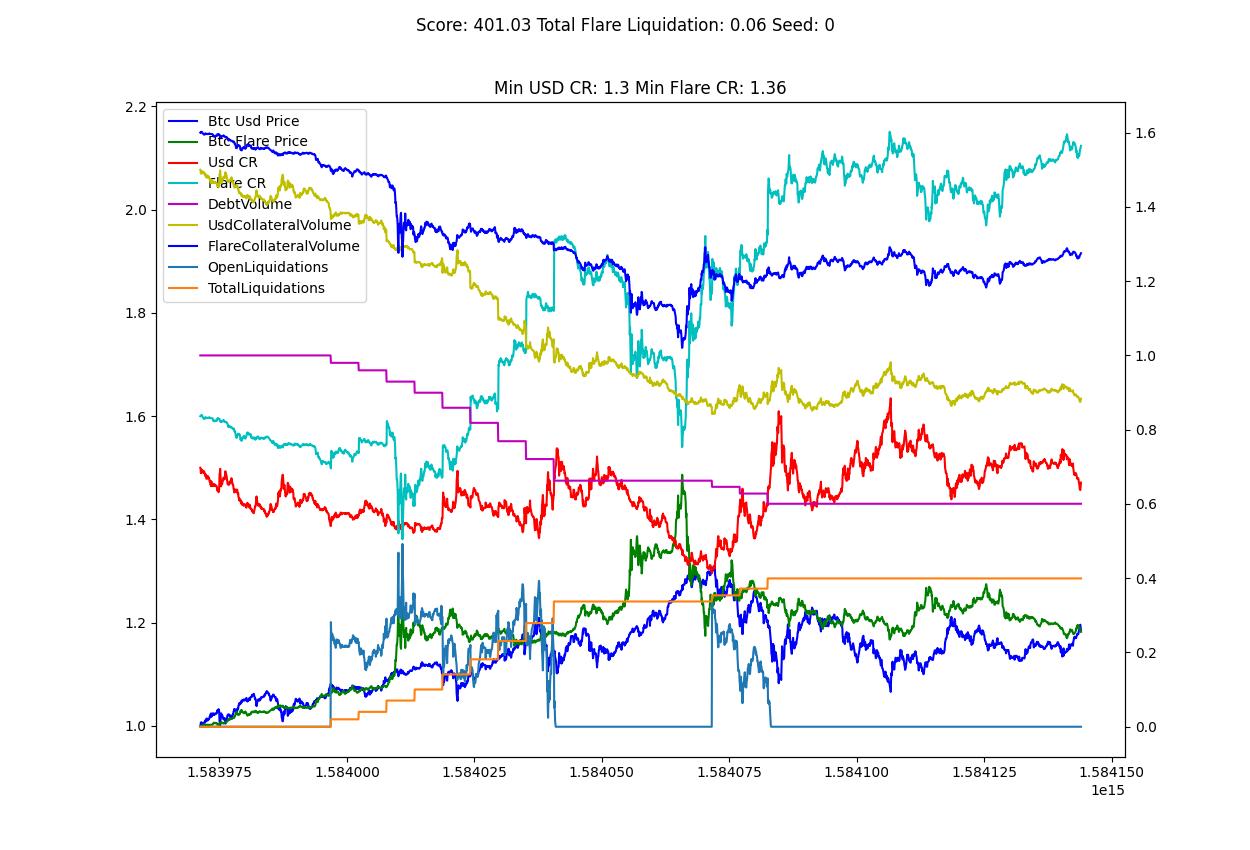 Score: 401.03 Total Flare Liquidation: 0.06 Seed: 0
Min USD CR: 1.3 Min Flare CR: 1.36
Btc Usd Price
Btc Flare Price
Usd CR
Flare CR
DebtVolume
UsdCollateralVolume
FlareCollateralVolume
OpenLiquidations
TotalLiquidations
2.2
2.0
1.8
1.6
1.4
1.2
1.0
1.6
1.4
1.2
1.0
0.8
0.6
0.4
0.2
0.0
1.583975 1.584000 1.584025 1.584050 1.584075 1.584100 1.584125 1.584150
1e15